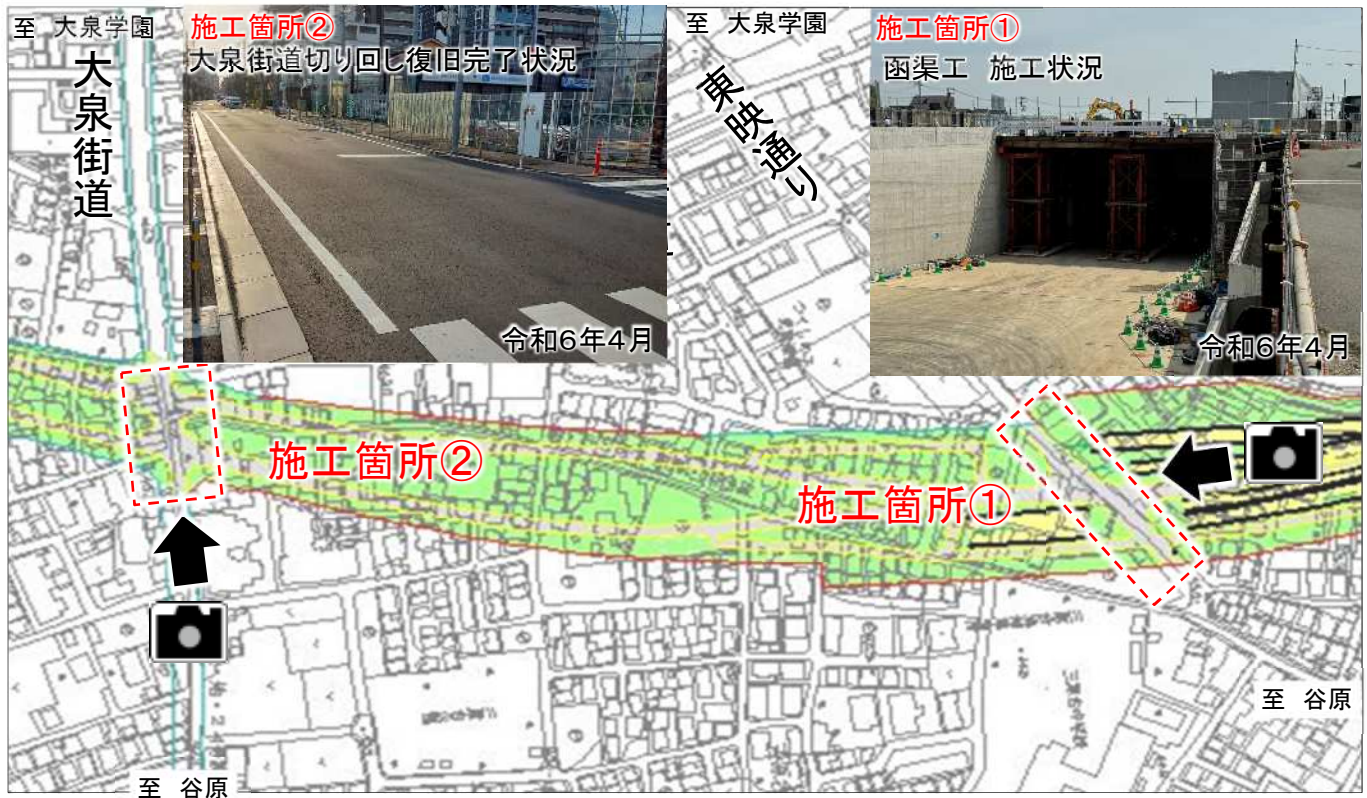 至 大泉学園
大泉街道
施工箇所②
大泉街道切り回し復旧完了状況
令和6年4月
至 大泉学園
東映通り
施工箇所①
函渠工 施工状況
令和6年4月
施工箇所②
施工箇所①
至 谷原
至 谷原